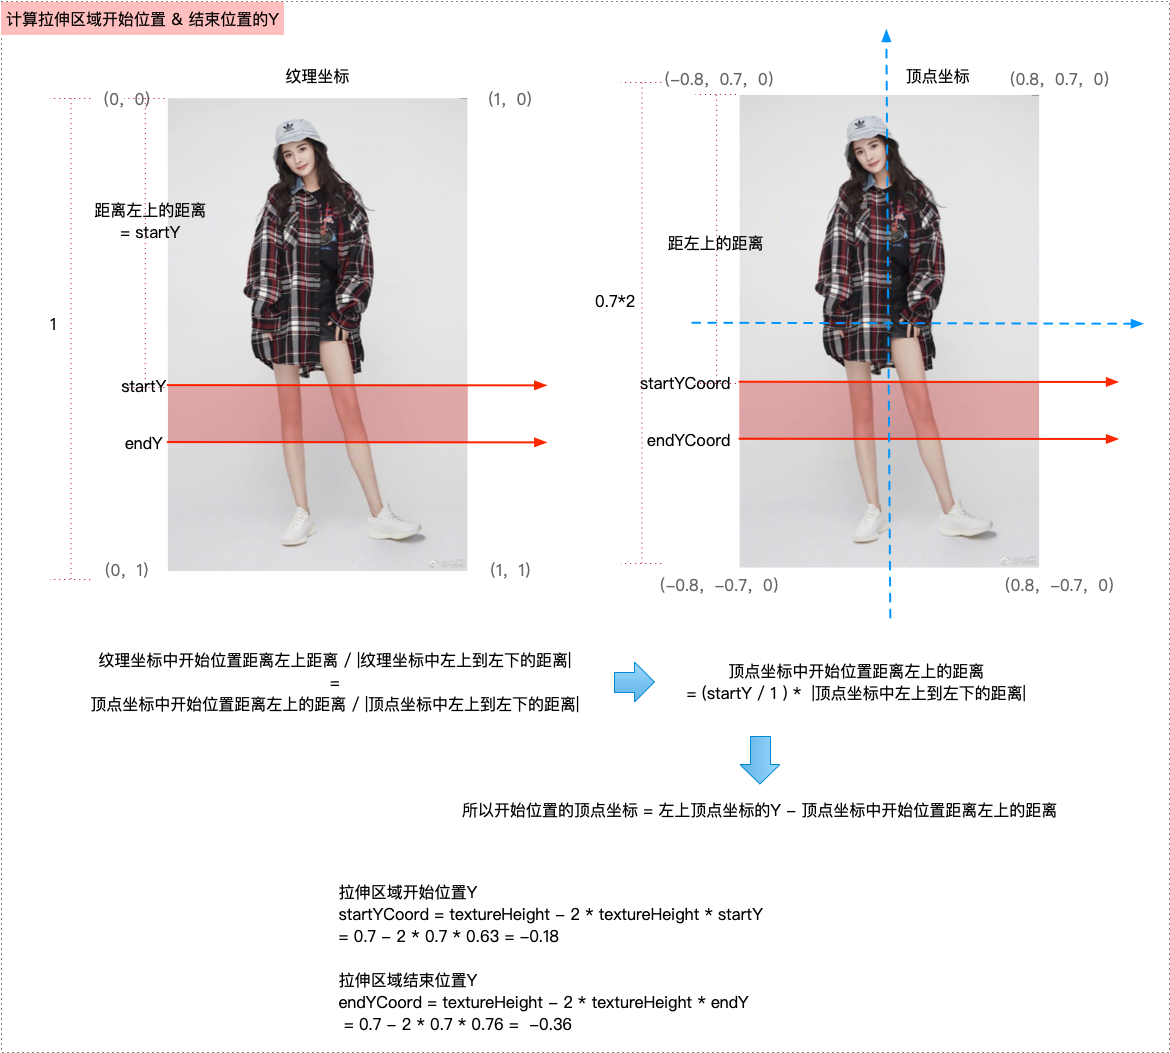 计算拉伸区域开始位置 & 结束位置的Y
纹理坐标
顶点坐标
(0, 0)
(1, 0)
(-0.8, 0.7, 0)
(0.8, 0.7, 0)
距离左上的距离
= startY
距左上的距离
1
0.7*2
startY
startYCoord
endY
endYCoord
(0, 1)
(1, 1)
(-0.8, -0.7, 0)
(0.8, -0.7, 0)
纹理坐标中开始位置距离左上距离 / |纹理坐标中左上到左下的距离|
=
顶点坐标中开始位置距离左上的距离 / |顶点坐标中左上到左下的距离|
顶点坐标中开始位置距离左上的距离
= (startY / 1 ) * |顶点坐标中左上到左下的距离|
所以开始位置的顶点坐标 = 左上顶点坐标的Y - 顶点坐标中开始位置距离左上的距离
拉伸区域开始位置Y
startYCoord = textureHeight - 2 * textureHeight * startY
= 0.7 - 2 * 0.7 * 0.63 = -0.18
拉伸区域结束位置Y
endYCoord = textureHeight - 2 * textureHeight * endY
= 0.7 - 2 * 0.7 * 0.76 = -0.36